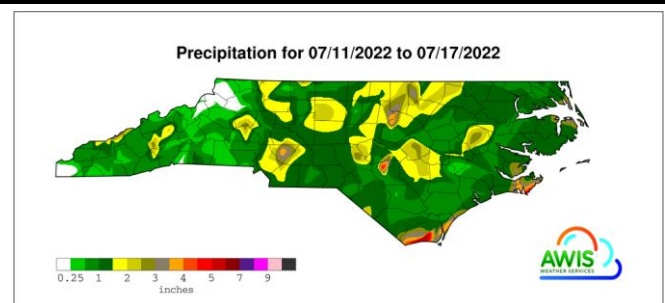 Precipitation for 07/11/2022 to 07/17/2022
0.25 1 2 3 4 5 7 9
inches
AWIS
WEATHER SERVICES